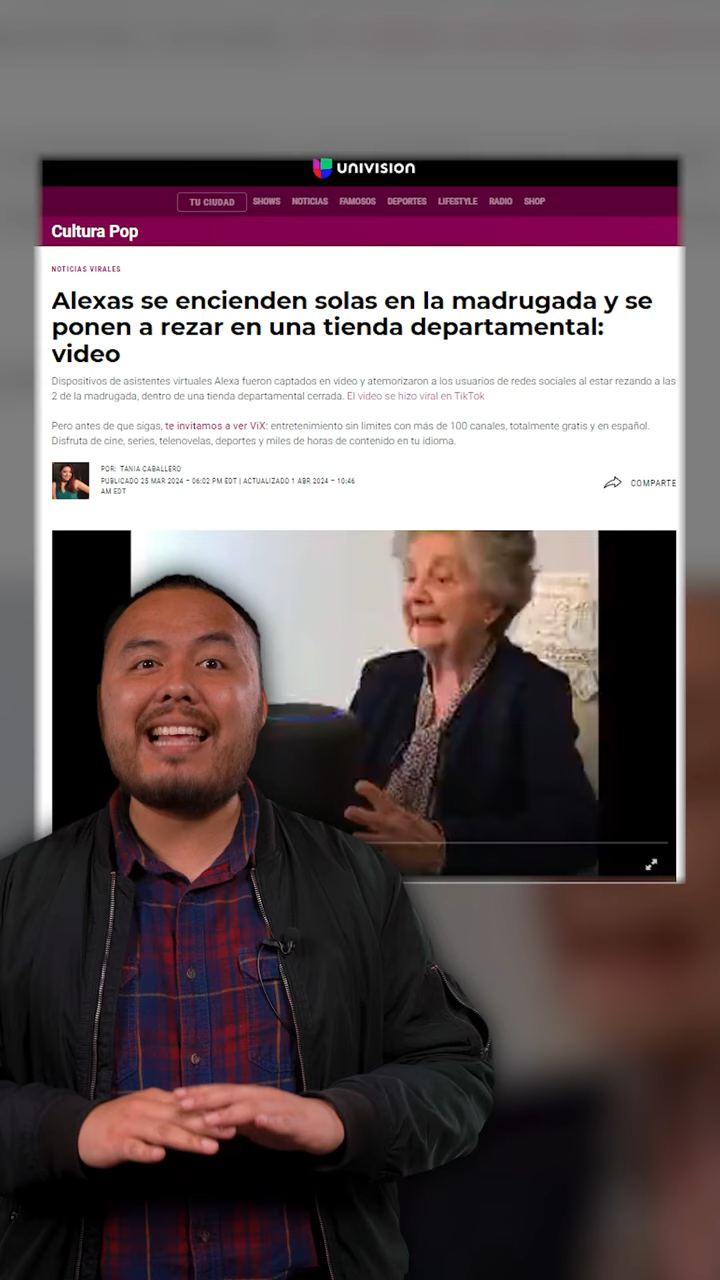 UNIVISION
TU CIUDAD SHOWS NOTICIAS FAMOSOS DEPORTES LIFESTYLE RADIO SHOP
Cultura Pop
NOTICIAS VIRALES
Alexas se encienden solas en la madrugada y se
ponen a rezar en una tienda departamental:
video
Dispositivos de asistentes virtuales Alexa fueron captados en video y atemorizaron a los usuarios de redes sociales al estar rezando a las
2 de la madrugada, dentro de una tienda departamental cerrada. El video se hizo viral en TikTok
Pero antes de que sigas, te invitamos a ver ViX: entretenimiento sin límites con más de 100 canales, totalmente gratis y en español.
Disfruta de cine, series, telenovelas, deportes y miles de horas de contenido en tu idioma.
POR: TANIA CABALLERO
PUBLICADO 25 MAR 2024 – 06:02 PM EDT | ACTUALIZADO 1 ABR 2024 – 10:46
AM EDT
COMPARTE